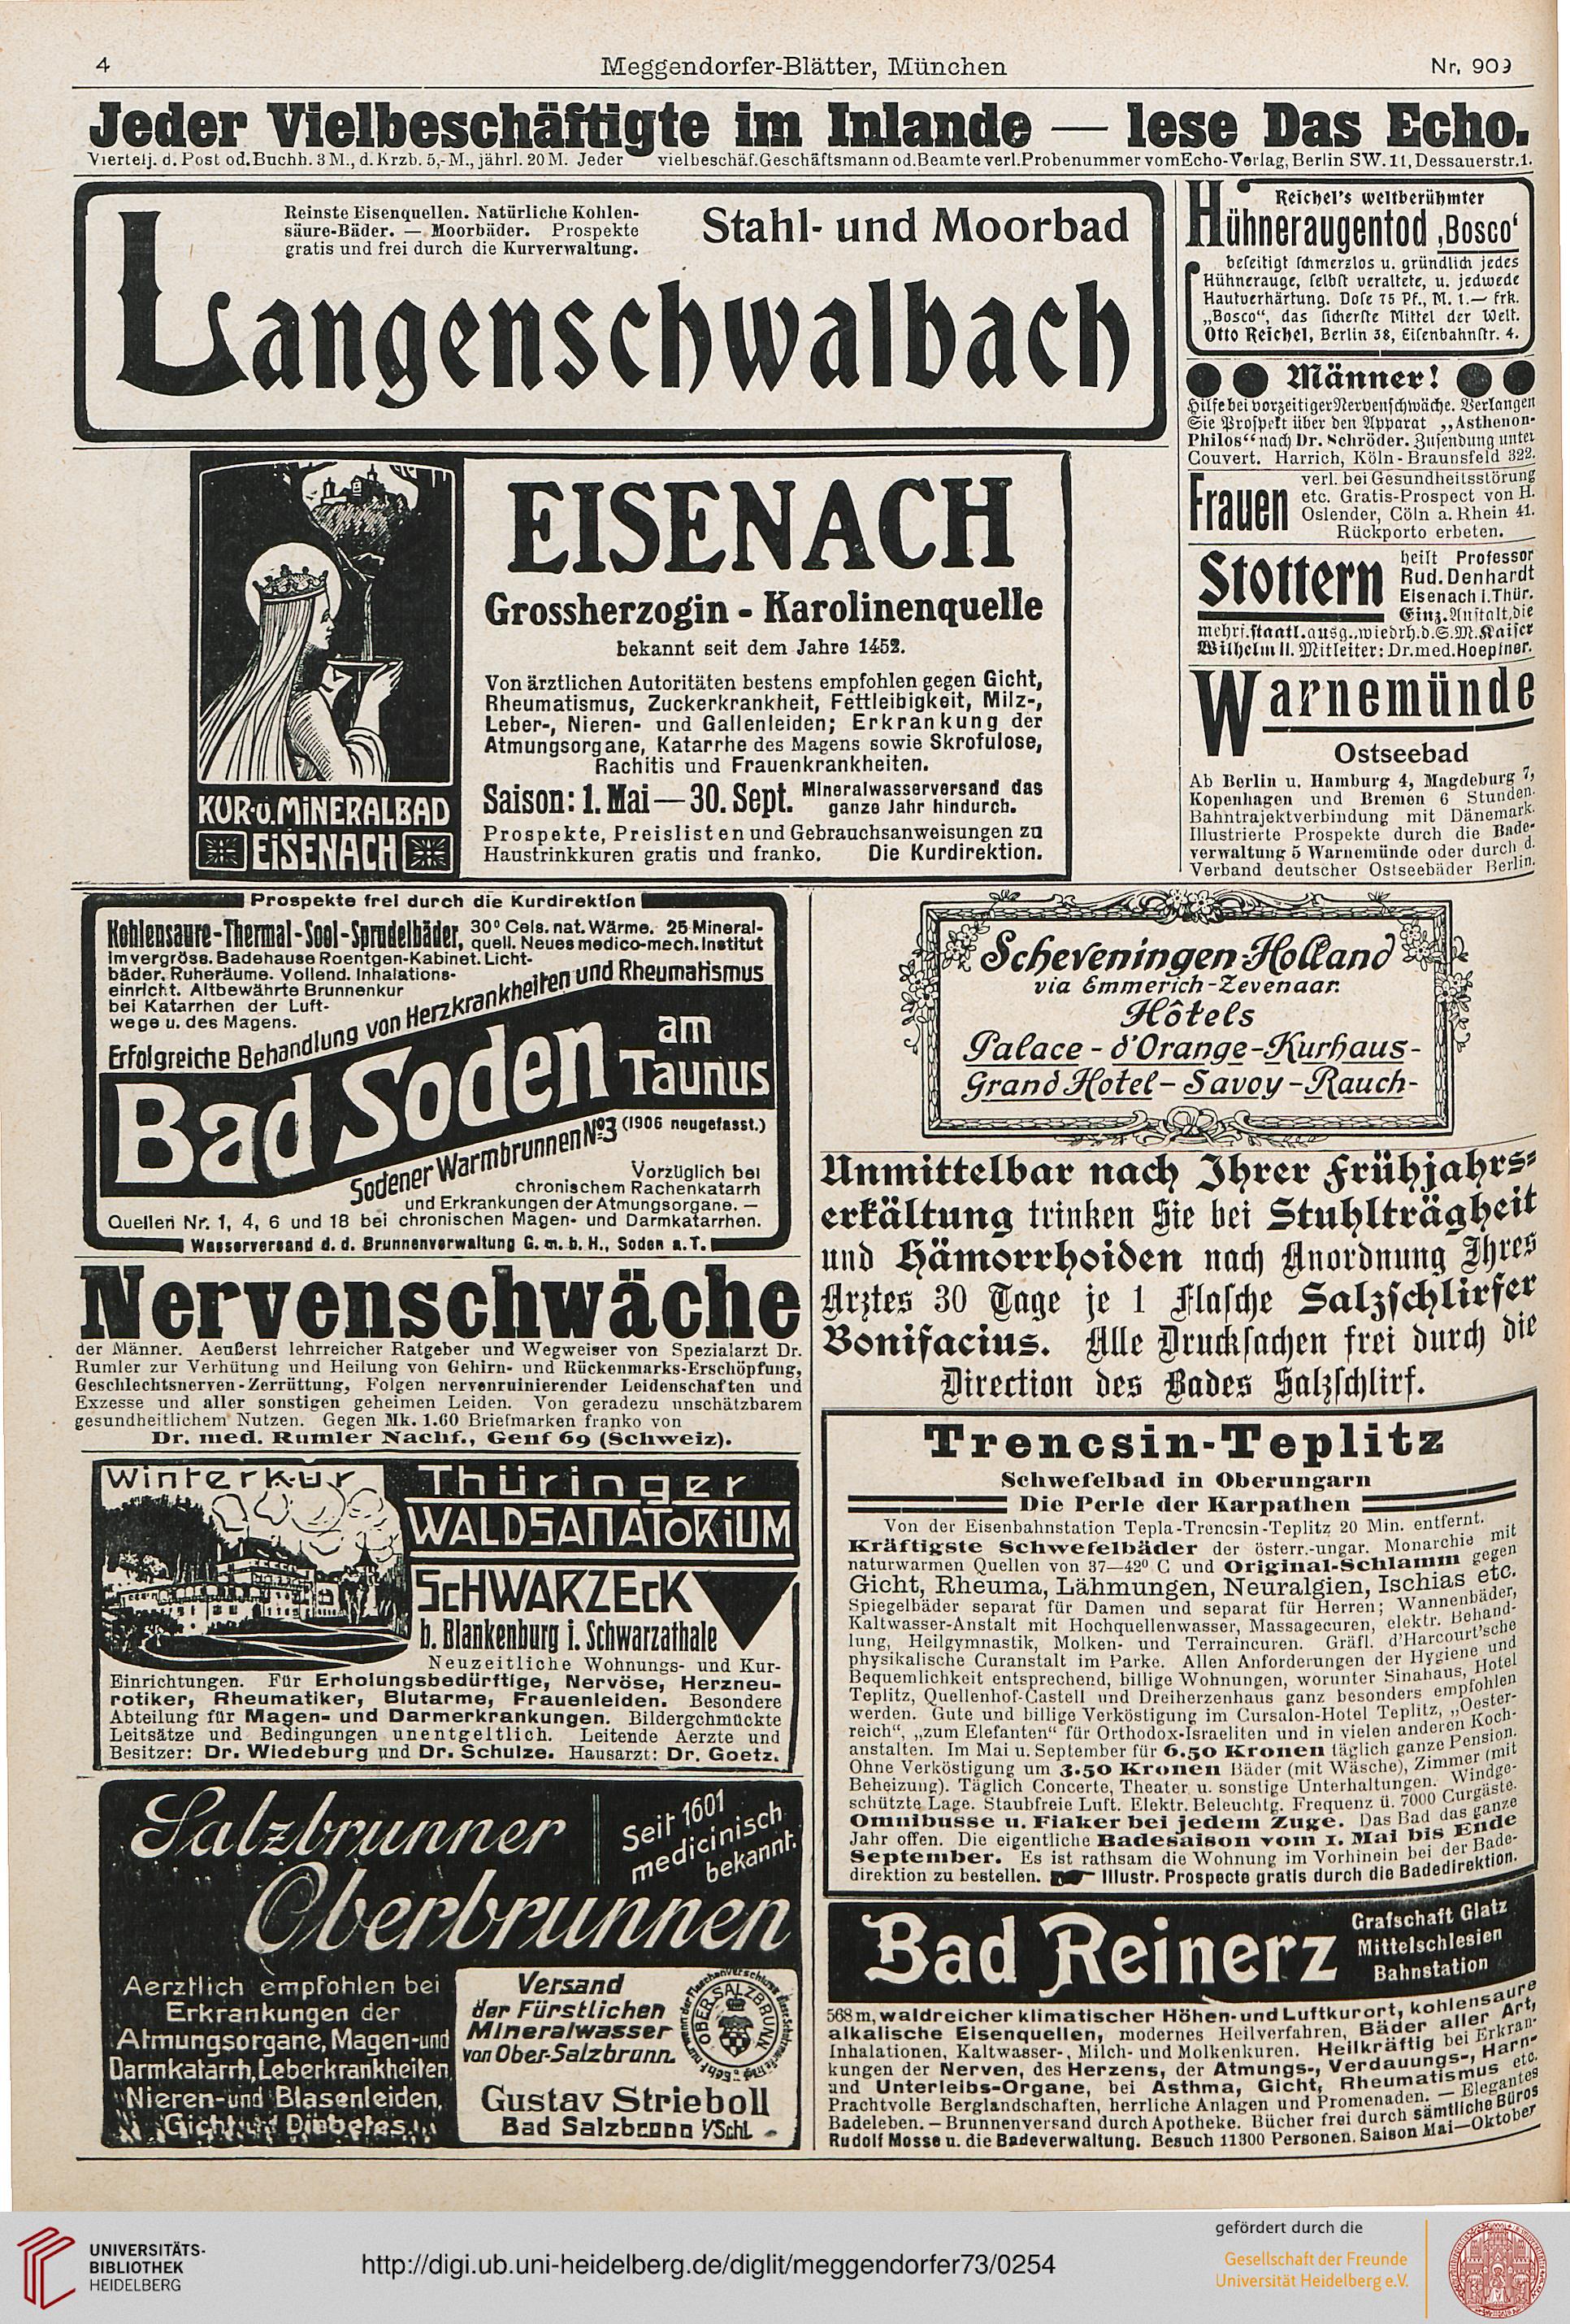 4
Meggendorfer-Blätter, München
Nr. 909
Jeder Vielbeschäftigte im Inlande — lese Das Echo.
Viertelj. d. Post od. Buchh. 3 M., d. Krzb. 5,- M., jährl. 20 M. Jeder vielbeschäf. Geschäftsmann od. Beamte verl. Probenummer vom Echo-Verlag, Berlin SW. 11, Dessauerstr. 1.
Reinste Eisenquellen. Natürliche Kohlen-
säure-Bäder. — Moorbäder. Prospekte
gratis und frei durch die Kurverwaltung.
Stahl- und Moorbad
Langenschwalbach
Reichel's weltberühmter
Hühneraugentod „Bosco“
beseitigt schmerzlos u. gründlich jedes
Hühnerauge, selbst veraltete, u. jedwede
Hautverhärtung. Dose 75 Pf., M. 1.— frk.
„Bosco“, das sicherste Mittel der Welt.
Otto Reichel, Berlin 38, Eisenbahnstr. 4.
Männer!
Hilfe bei vorzeitiger Nervenschwäche. Verlangen
Sie Prospekt über den Apparat „Asthenon-
Philos“ nach Dr. Schröder. Zusendung unter
Couvert. Harrich, Köln-Braunsfeld 322.
Frauen
verl. bei Gesundheitsstörung
etc. Gratis-Prospect von H.
Oslender, Cöln a. Rhein 41.
Rückporto erbeten.
Stottern
heilt Professor
Rud. Denhardt
Eisenach i. Thür.
Einz. Anstalt, die
mehrf. staatl. ausg., wiedrh. d. S. M. Kaiser
Wilhelm II. Mitleiter: Dr. med. Hoepfner.
Warnemünde
Ostseebad
Ab Berlin u. Hamburg 4, Magdeburg 7,
Kopenhagen und Bremen 6 Stunden.
Bahntrajektverbindung mit Dänemark.
Illustrierte Prospekte durch die Bade-
verwaltung 5 Warnemünde oder durch d.
Verband deutscher Ostseebäder Berlin.
KUR- U. MINERALBAD
EISENACH
EISENACH
Grossherzogin - Karolinenquelle
bekannt seit dem Jahre 1452.
Von ärztlichen Autoritäten bestens empfohlen gegen Gicht,
Rheumatismus, Zuckerkrankheit, Fettleibigkeit, Milz-,
Leber-, Nieren- und Gallenleiden; Erkrankung der
Atmungsorgane, Katarrhe des Magens sowie Skrofulose,
Rachitis und Frauenkrankheiten.
Saison: 1. Mai — 30. Sept. Mineralwasserversand das
ganze Jahr hindurch.
Prospekte, Preislisten und Gebrauchsanweisungen zu
Haustrinkkuren gratis und franko. Die Kurdirektion.
Prospekte frei durch die Kurdirektion
Kohlensaure-Thermal-Sool-Sprudelbäder, 30° Cels. nat. Wärme. 25 Mineral-
quell. Neues medico-mech. Institut
Im vergröss. Badehause Roentgen-Kabinet. Licht-
bäder, Ruheräume. Vollend. Inhalations-
einricht. Altbewährte Brunnenkur
bei Katarrhen der Luft-
wege u. des Magens.
Erfolgreiche Behandlung von Herzkrankheiten und Rheumatismus
Bad Soden am
Taunus
Sodener Warmbrunnen No. 3 (1906 neugefasst.)
Vorzüglich bei
chronischem Rachenkatarrh
und Erkrankungen der Atmungsorgane. —
Quellen Nr. 1, 4, 6 und 18 bei chronischen Magen- und Darmkatarrhen.
Wasserversand d. d. Brunnenverwaltung G. m. b. H., Soden a. T.
Scheveningen-Holland
via Emmerich-Zevenaar.
Hôtels
Palace - d'Orange - Kurhaus -
Grand Hotel - Savoy - Rauch -
Unmittelbar nach Ihrer Frühjahrs-
erkältung trinken Sie bei Stuhlträgheit
und Hämorrhoiden nach Anordnung Ihres
Arztes 30 Tage je 1 Flasche Salzschlirfer
Bonifacius. Alle Drucksachen frei durch die
Direction des Bades Salzschlirf.
Nervenschwäche
der Männer. Aeußerst lehrreicher Ratgeber und Wegweiser von Spezialarzt Dr.
Rumler zur Verhütung und Heilung von Gehirn- und Rückenmarks-Erschöpfung,
Geschlechtsnerven-Zerrüttung, Folgen nervenruinierender Leidenschaften und
Exzesse und aller sonstigen geheimen Leiden. Von geradezu unschätzbarem
gesundheitlichem Nutzen. Gegen Mk. 1.60 Briefmarken franko von
Dr. med. Rumler Nachf., Genf 69 (Schweiz).
Winterkur
Thüringer
WALDSANATORIUM
SCHWARZECK
b. Blankenburg i. Schwarzathale
Neuzeitliche Wohnungs- und Kur-
Einrichtungen. Für Erholungsbedürftige, Nervöse, Herzneu-
rotiker, Rheumatiker, Blutarme, Frauenleiden. Besondere
Abteilung für Magen- und Darmerkrankungen. Bildergchmückte
Leitsätze und Bedingungen unentgeltlich. Leitende Aerzte und
Besitzer: Dr. Wiedeburg und Dr. Schulze. Hausarzt: Dr. Goetz.
Trencsin-Teplitz
Schwefelbad in Oberungarn
Die Perle der Karpathen
Von der Eisenbahnstation Tepla-Trencsin-Teplitz 20 Min. entfernt.
Kräftigste Schwefelbäder der österr.-ungar. Monarchie mit
naturwarmen Quellen von 37—42° C und Original-Schlamm gegen
Gicht, Rheuma, Lähmungen, Neuralgien, Ischias etc.
Spiegelbäder separat für Damen und separat für Herren; Wannenbäder,
Kaltwasser-Anstalt mit Hochquellenwasser, Massagecuren, elektr. Behand-
lung, Heilgymnastik, Molken- und Terraincuren. Gräfl. d'Harcourt'sche
physikalische Curanstalt im Parke. Allen Anforderungen der Hygiene und
Bequemlichkeit entsprechend, billige Wohnungen, worunter Sinahaus, Hotel
Teplitz, Quellenhof-Castell und Dreiherzenhaus ganz besonders empfohlen
werden. Gute und billige Verköstigung im Cursalon-Hotel Teplitz, „Oester-
reich“, „zum Elefanten“ für Orthodox-Israeliten und in vielen anderen Koch-
anstalten. Im Mai u. September für 6.50 Kronen täglich ganze Pension.
Ohne Verköstigung um 3.50 Kronen Bäder (mit Wäsche), Zimmer (mit
Beheizung). Täglich Concerte, Theater u. sonstige Unterhaltungen. Windge-
schützte Lage. Staubfreie Luft. Elektr. Beleuchtg. Frequenz ü. 7000 Curgäste.
Omnibusse u. Fiaker bei jedem Zuge. Das Bad das ganze
Jahr offen. Die eigentliche Badesaison vom 1. Mai bis Ende
September. Es ist rathsam die Wohnung im Vorhinein bei der Bade-
direktion zu bestellen. Illustr. Prospecte gratis durch die Badedirektion.
Salzbrunner
Seit 1601
medicinisch
bekannt.
Oberbrunnen
Aerztlich empfohlen bei
Erkrankungen der
Atmungsorgane, Magen- und
Darmkatarrh, Leberkrankheiten,
Nieren- und Blasenleiden,
Gicht und Diabetes.
Versand
der Fürstlichen
Mineralwasser
von Ober-Salzbrunn.
OBER SALZBRUNN
Gustav Strieboll
Bad Salzbrunn i/Schl.
Bad Reinerz
Grafschaft Glatz
Mittelschlesien
Bahnstation
568 m, waldreicher klimatischer Höhen- und Luftkurort, kohlensaure
alkalische Eisenquellen, modernes Heilverfahren, Bäder aller Art,
Inhalationen, Kaltwasser-, Milch- und Molkenkuren. Heilkräftig bei Erkran-
kungen der Nerven, des Herzens, der Atmungs-, Verdauungs-, Harn-
und Unterleibs-Organe, bei Asthma, Gicht, Rheumatismus etc.
Prachtvolle Berglandschaften, herrliche Anlagen und Promenaden. — Elegantes
Badeleben. — Brunnenversand durch Apotheke. Bücher frei durch sämtliche Büros
Rudolf Mosse u. die Badeverwaltung. Besuch 11300 Personen. Saison Mai—Oktober
UNIVERSITÄTS-
BIBLIOTHEK
HEIDELBERG
http://digi.ub.uni-heidelberg.de/diglit/meggendorfer73/0254
gefördert durch die
Gesellschaft der Freunde
Universität Heidelberg e.V.